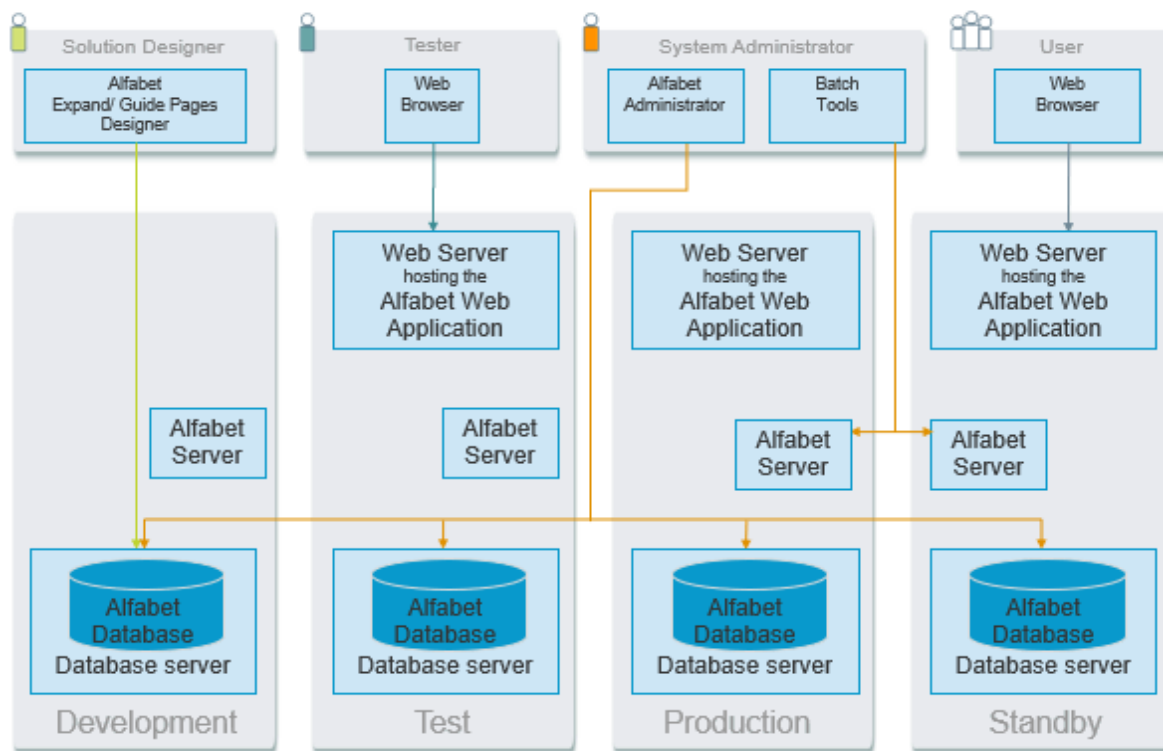 Solution Designer
Alfabet
Expand/ Guide Pages
Designer
Tester
Web
Browser
System Administrator
Alfabet
Administrator
Batch
Tools
User
Web
Browser
Web Server
hosting the
Alfabet Web
Application
Web Server
hosting the
Alfabet Web
Application
Web Server
hosting the
Alfabet Web
Application
Alfabet
Server
Alfabet
Server
Alfabet
Server
Alfabet
Server
Alfabet
Database
Database server
Alfabet
Database
Database server
Alfabet
Database
Database server
Alfabet
Database
Database server
Development
Test
Production
Standby